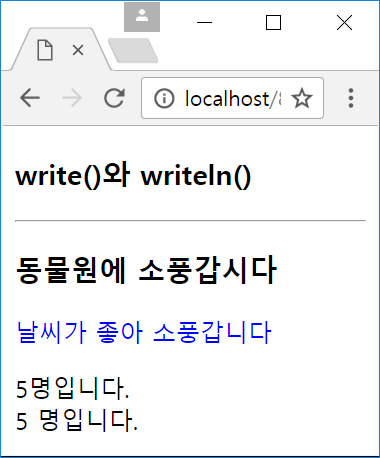 localhost/8
write()와 writeln()
동물원에 소풍갑시다
날씨가 좋아 소풍갑니다
5명입니다.
5 명입니다.